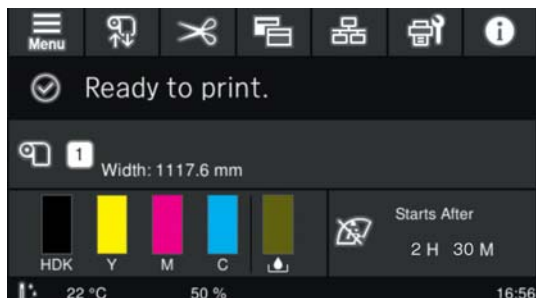 Menu
Ready to print.
1
Width: 1117.6 mm
HDK Y M C
Starts After
2 H 30 M
22 °C 50 % 16:56